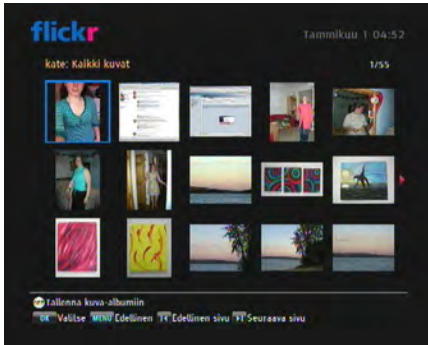 flickr
Tammikuu 1 04:52
kate: Kaikki kuvat
1/55
Tallenna kuva-albumiin
OK Valitse MENU Edellinen Edellinen sivu Seuraava sivu